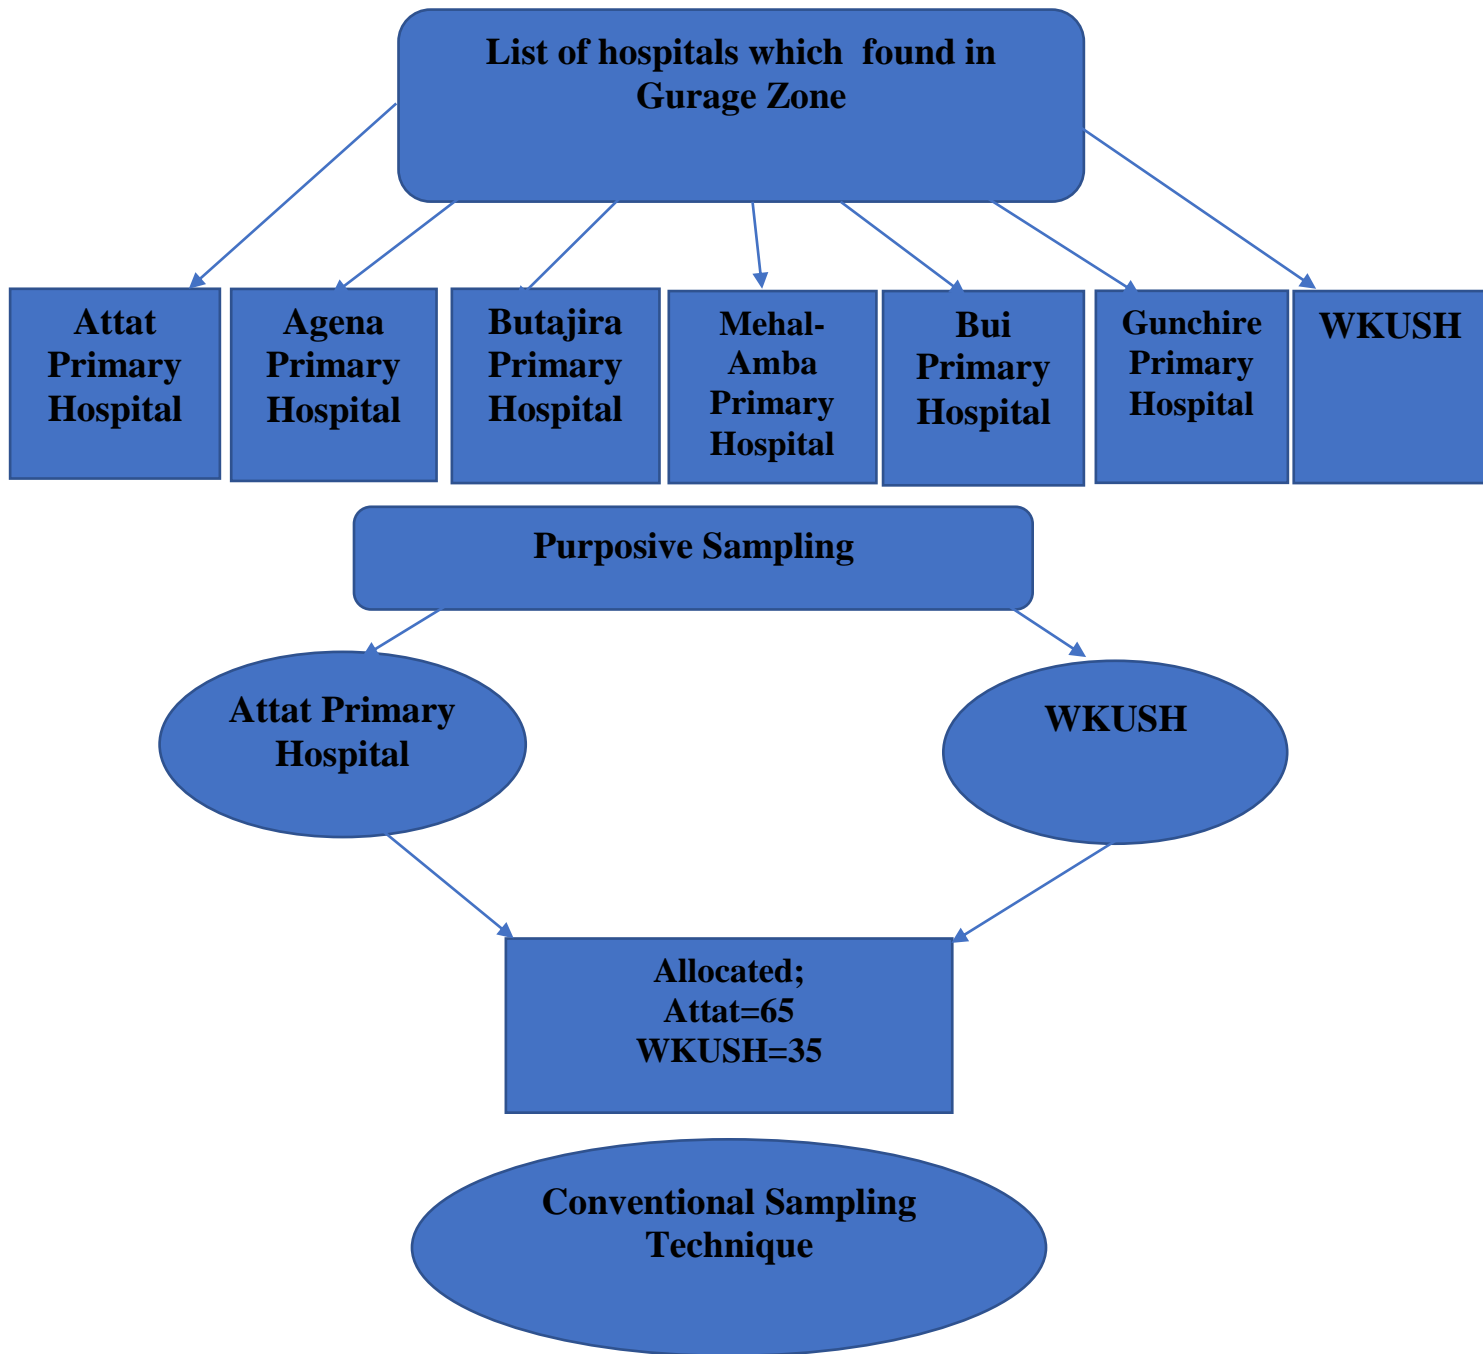 List of hospitals which found in
Gurage Zone
Attat
Primary
Hospital
Agena
Primary
Hospital
Butajira
Primary
Hospital
Mehal-
Amba
Primary
Hospital
Bui
Primary
Hospital
Gunchire
Primary
Hospital
WKUSH
Purposive Sampling
Attat Primary
Hospital
WKUSH
Allocated;
Attat=65
WKUSH=35
Conventional Sampling
Technique